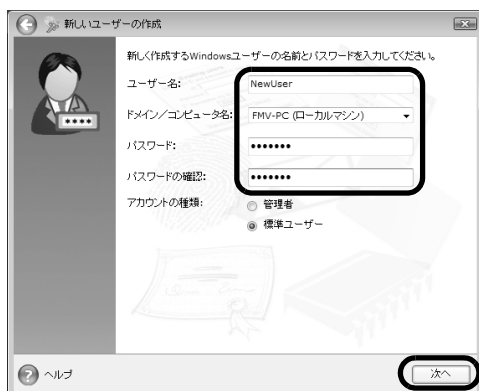 新しいユーザーの作成
新しく作成するWindowsユーザーの名前とパスワードを入力してください。
ユーザー名: NewUser
ドメイン/コンピュータ名: FMV-PC (ローカルマシン)
パスワード: •••••••
パスワードの確認: •••••••
アカウントの種類: 管理者
標準ユーザー
ヘルプ 次へ